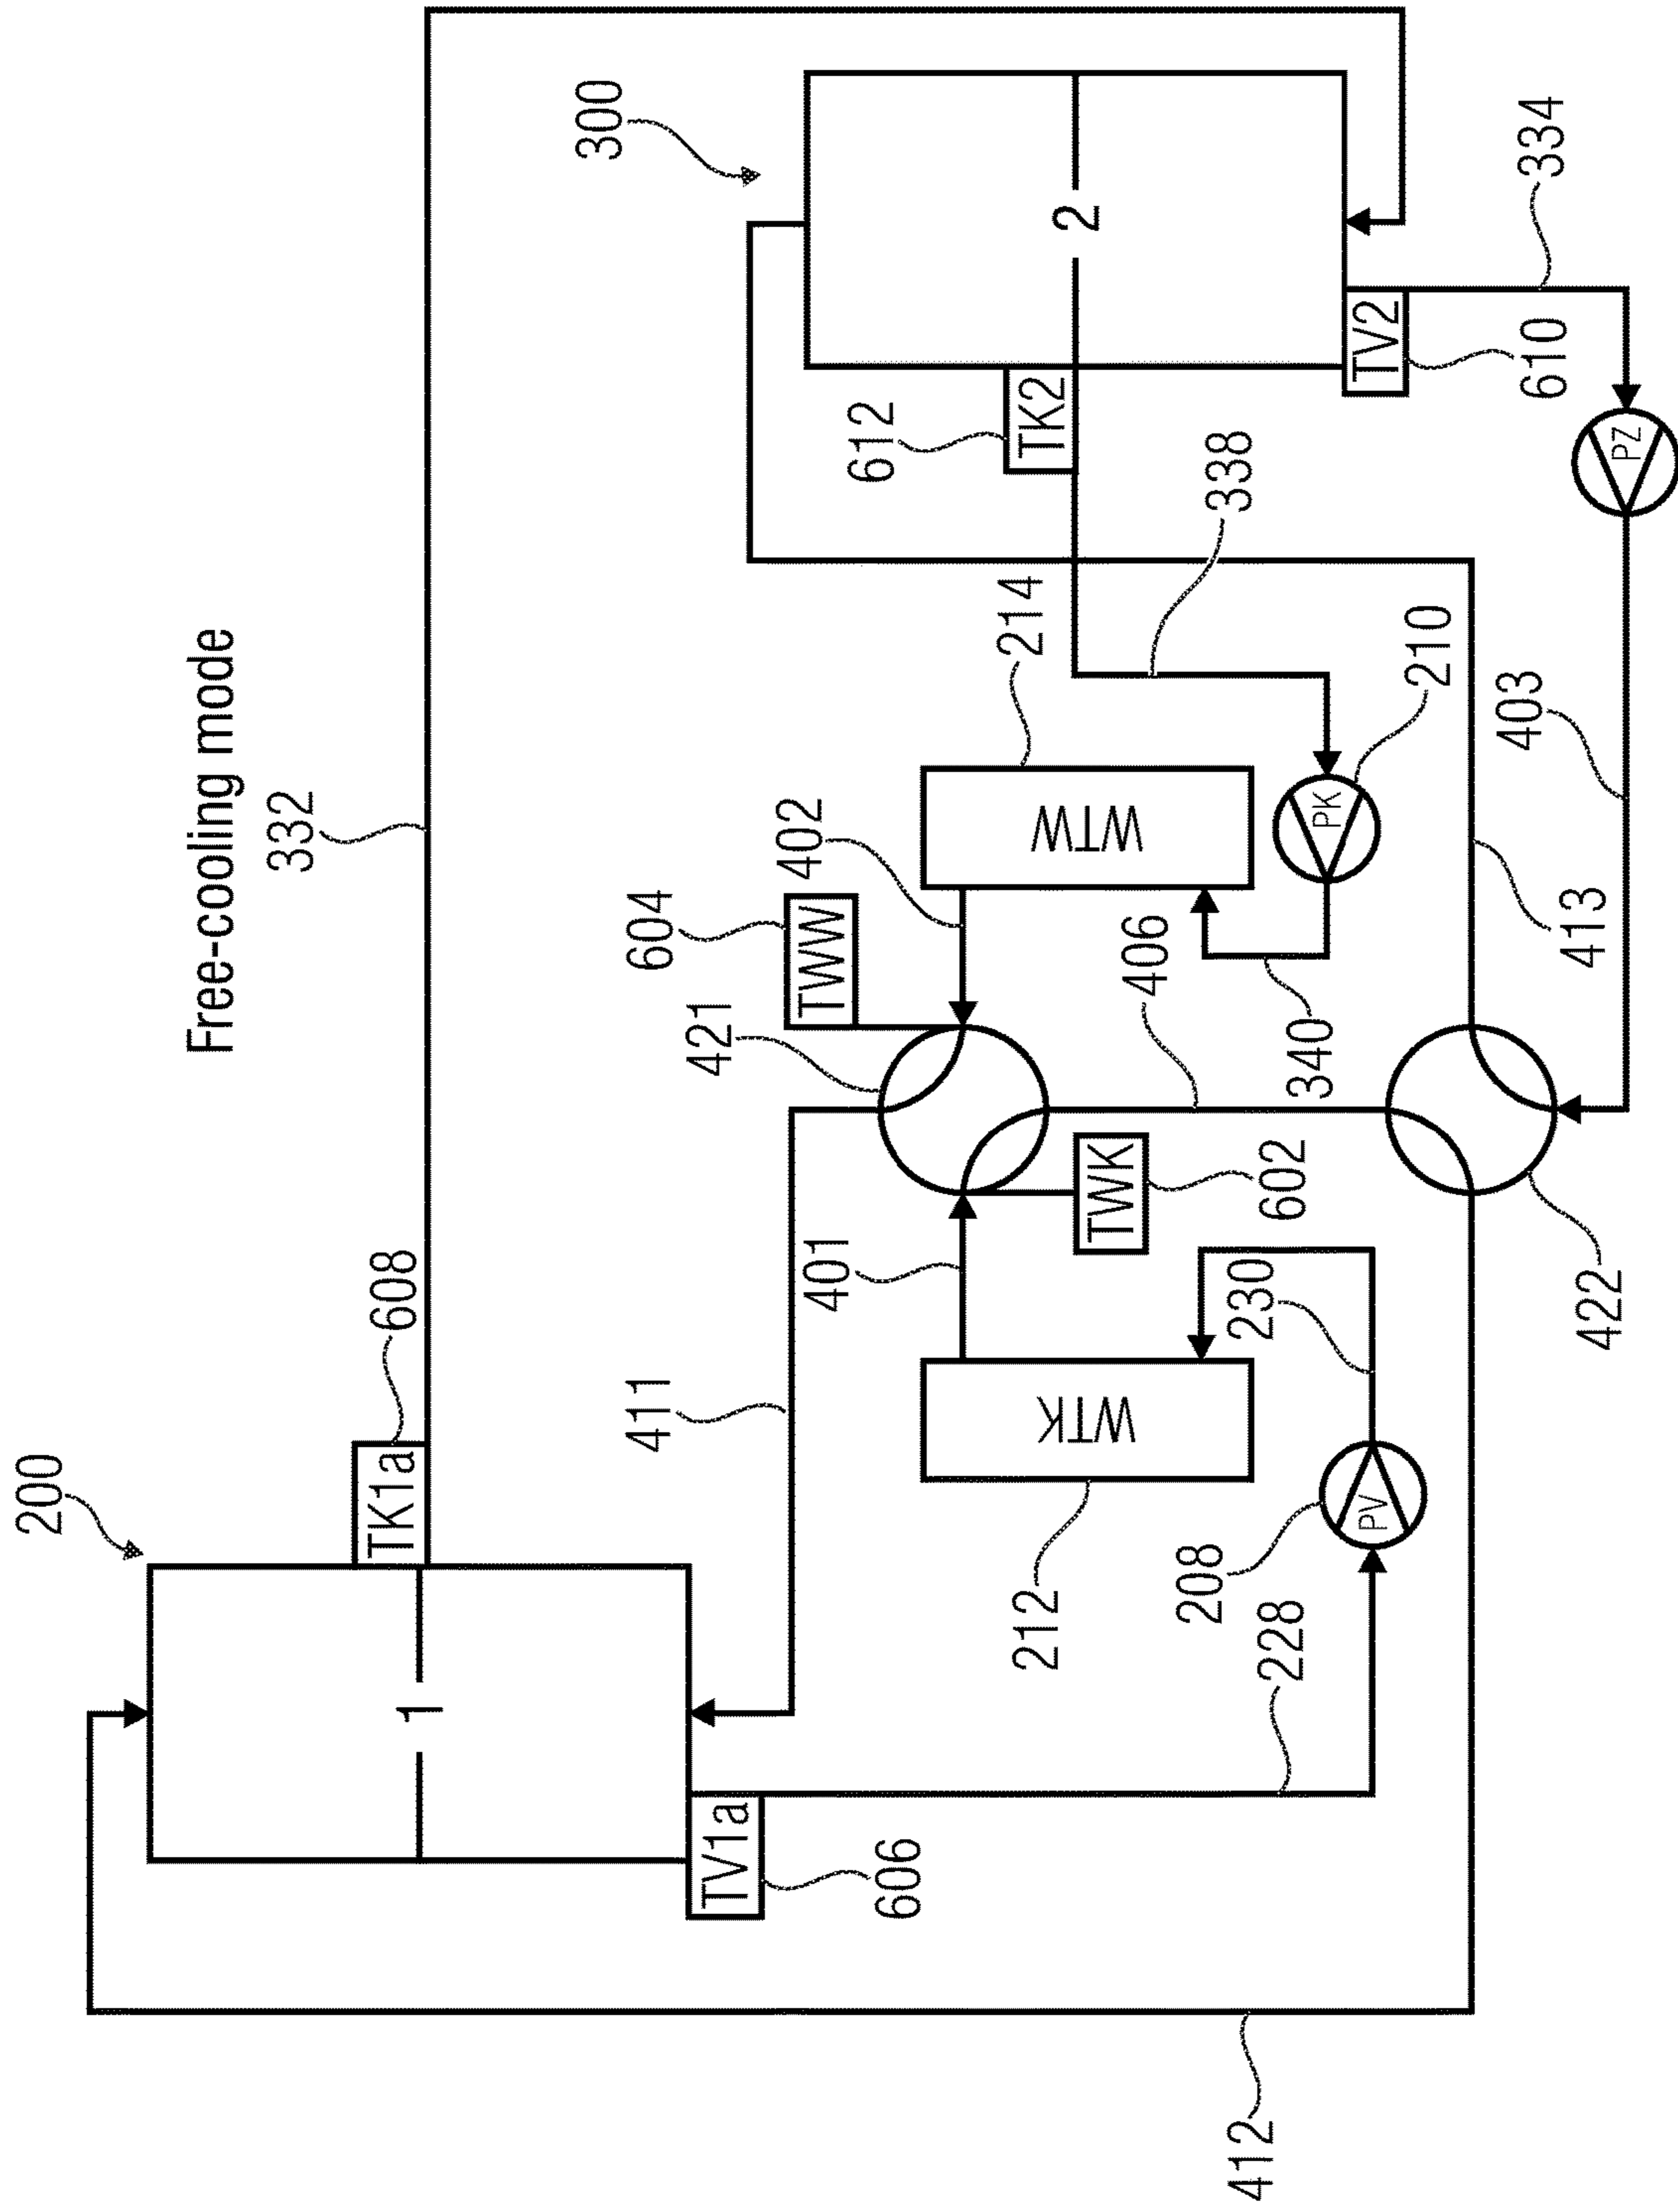 Free-cooling mode
200
332
TK1a
608
1
300
411
604
421
TV1a
402
401
TWW
612
606
212
214
TK2
2
WTK
WTW
TWK
406
208
338
412
230
228
602
340
PV
PK
TV2
210
403
334
610
413
422
PZ